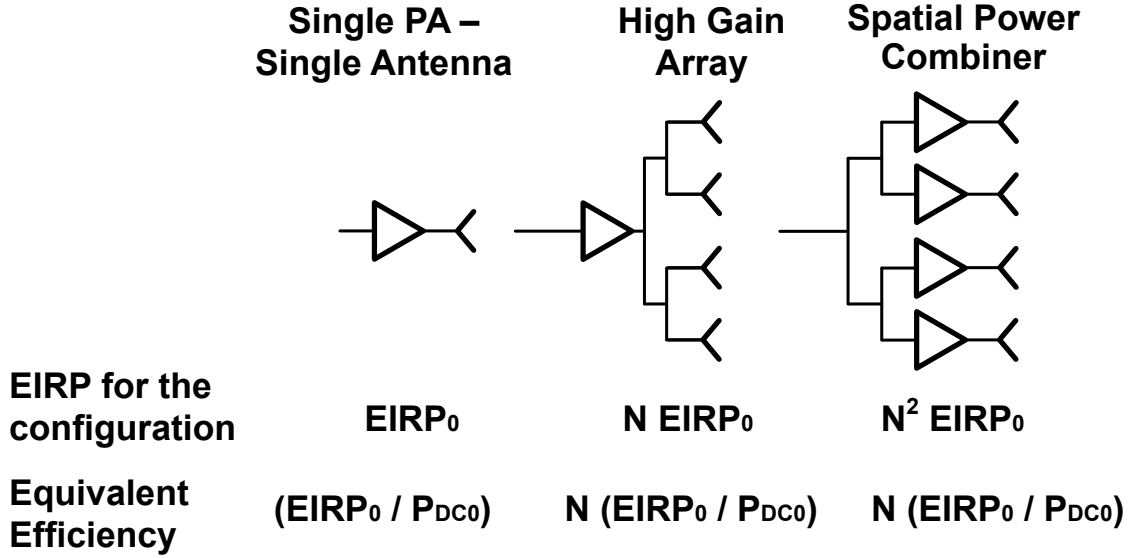 Single PA –
Single Antenna
High Gain
Array
Spatial Power
Combiner
EIRP for the
configuration
EIRP₀
N EIRP₀
N² EIRP₀
Equivalent
Efficiency
(EIRP₀ / PDC0)
N (EIRP₀ / PDC0)
N (EIRP₀ / PDC0)